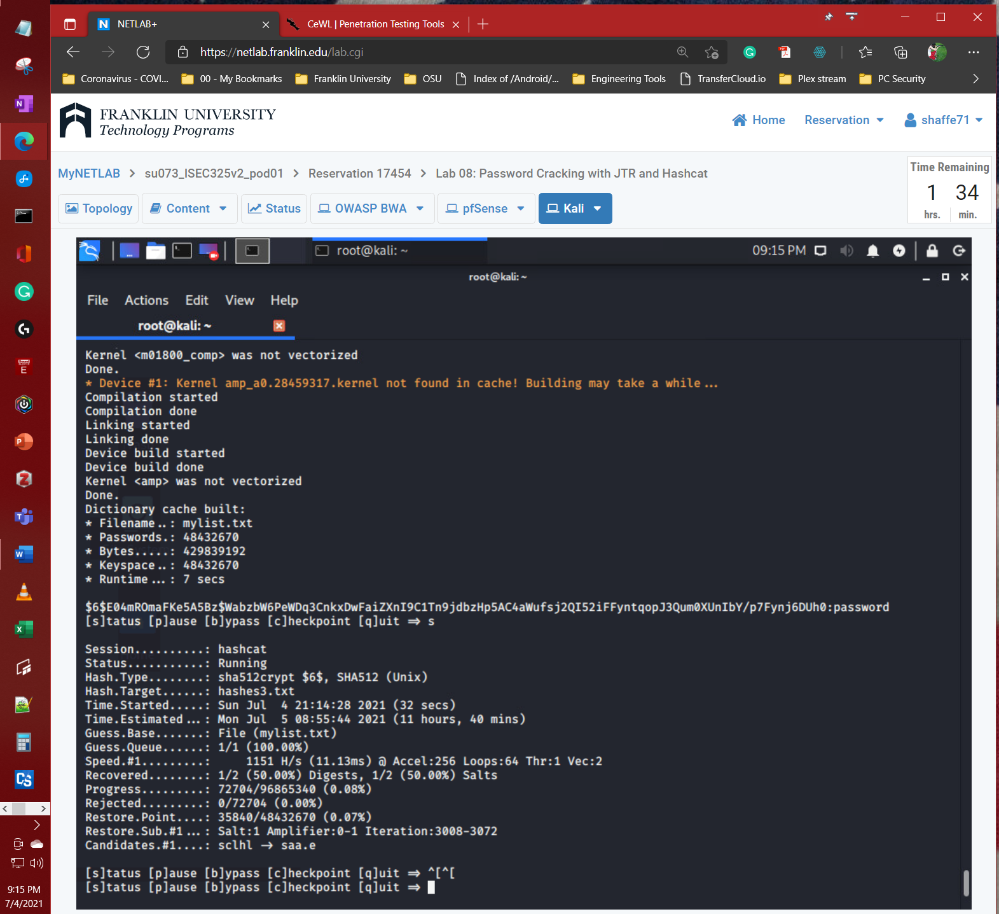 NETLAB+
CeWL | Penetration Testing Tools
https://netlab.franklin.edu/lab.cgi
Coronavirus - COVI...
00 - My Bookmarks
Franklin University
OSU
Index of /Android/...
Engineering Tools
TransferCloud.io
Plex stream
PC Security
FRANKLIN UNIVERSITY
Technology Programs
Home
Reservation
shaffe71
MyNETLAB > su073_ISEC325v2_pod01 > Reservation 17454 > Lab 08: Password Cracking with JTR and Hashcat
Time Remaining
1 34
hrs. min.
Topology
Content
Status
OWASP BWA
pfSense
Kali
root@kali: ~
09:15 PM
root@kali: ~
File Actions Edit View Help
root@kali: ~
Kernel <m01800_comp> was not vectorized
Done.
* Device #1: Kernel amp_a0.28459317.kernel not found in cache! Building may take a while...
Compilation started
Compilation done
Linking started
Linking done
Device build started
Device build done
Kernel <amp> was not vectorized
Done.
Dictionary cache built:
* Filename..: mylist.txt
* Passwords.: 48432670
* Bytes.....: 429839192
* Keyspace..: 48432670
* Runtime...: 7 secs
$6$E04mROmaFKe5A5Bz$WabzbW6PeWDq3CnkxDwFaiZXnI9C1Tn9jdbzHp5AC4aWufsj2QI52iFFyntqopJ3Qum0XUnIbY/p7Fynj6DUh0:password
[s]tatus [p]ause [b]ypass [c]heckpoint [q]uit => s
Session..........: hashcat
Status...........: Running
Hash.Type........: sha512crypt $6$, SHA512 (Unix)
Hash.Target......: hashes3.txt
Time.Started.....: Sun Jul  4 21:14:28 2021 (32 secs)
Time.Estimated...: Mon Jul  5 08:55:44 2021 (11 hours, 40 mins)
Guess.Base.......: File (mylist.txt)
Guess.Queue......: 1/1 (100.00%)
Speed.#1.........:     1151 H/s (11.13ms) @ Accel:256 Loops:64 Thr:1 Vec:2
Recovered........: 1/2 (50.00%) Digests, 1/2 (50.00%) Salts
Progress.........: 72704/96865340 (0.08%)
Rejected.........: 0/72704 (0.00%)
Restore.Point....: 35840/48432670 (0.07%)
Restore.Sub.#1...: Salt:1 Amplifier:0-1 Iteration:3008-3072
Candidates.#1....: sclhl -> saa.e
[s]tatus [p]ause [b]ypass [c]heckpoint [q]uit => ^[^[
[s]tatus [p]ause [b]ypass [c]heckpoint [q]uit =>
9:15 PM
7/4/2021